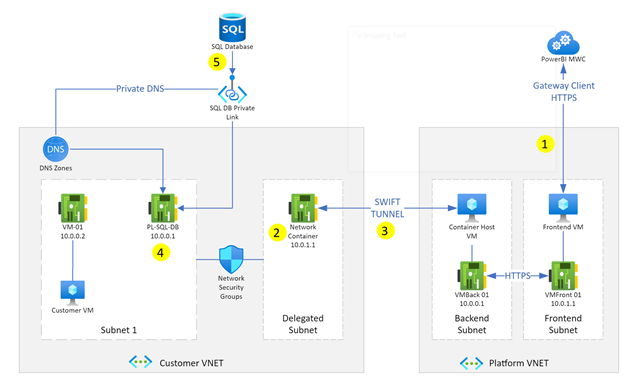 SQL
SQL Database
5
Private DNS
SQL DB Private
Link
PowerBI MWC
Gateway Client
HTTPS
1
DNS
DNS Zones
VM-01
10.0.0.2
PL-SQL-DB
10.0.0.1
4
Customer VM
Subnet 1
Network
Security
Groups
2
Network
Container
10.0.1.1
Delegated
Subnet
Customer VNET
SWIFT
TUNNEL
3
Container Host
VM
VMBack 01
10.0.0.1
Backend
Subnet
HTTPS
Frontend VM
VMFront 01
10.0.1.1
Frontend
Subnet
Platform VNET